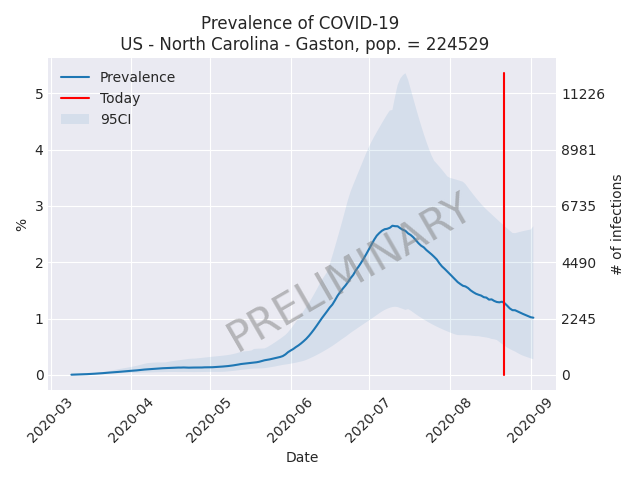 Prevalence of COVID-19
US - North Carolina - Gaston, pop. = 224529
Prevalence
Today
95CI
5
4
3
2
1
0
%
11226
8981
6735
4490
2245
0
# of infections
PRELIMINARY
2020-03
2020-04
2020-05
2020-06
2020-07
2020-08
2020-09
Date